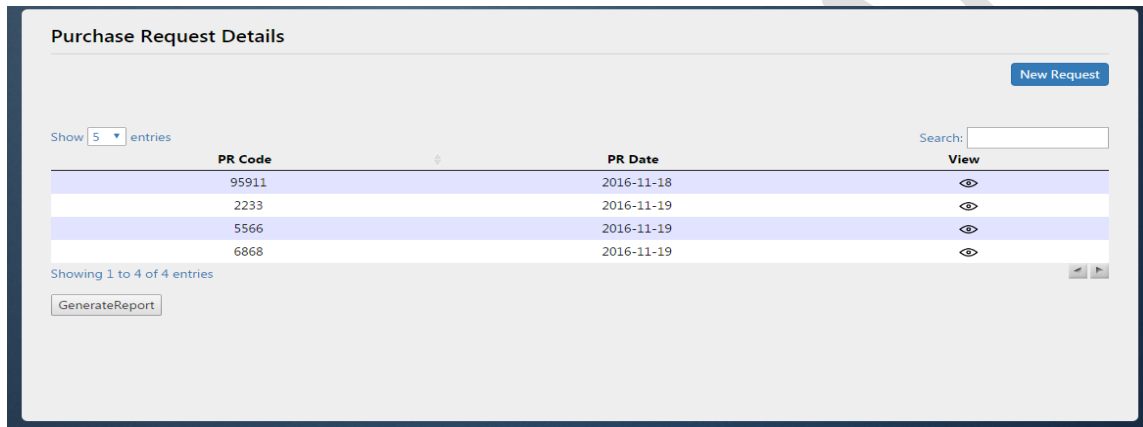 Purchase Request Details
New Request
Show 5 entries Search:
PR Code PR Date View
95911 2016-11-18
2233 2016-11-19
5566 2016-11-19
6868 2016-11-19
Showing 1 to 4 of 4 entries
GenerateReport